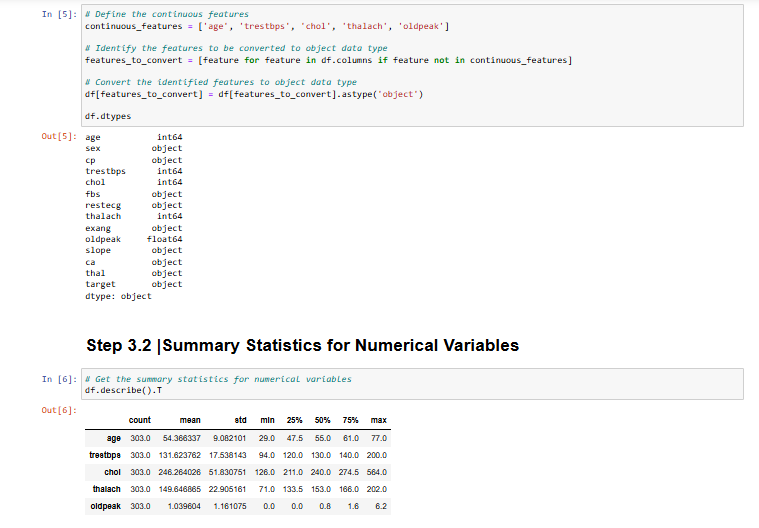 In [5]: # Define the continuous features
continuous_features = ['age', 'trestbps', 'chol', 'thalach', 'oldpeak']
# Identify the features to be converted to object data type
features_to_convert = [feature for feature in df.columns if feature not in continuous_features]
# Convert the identified features to object data type
df[features_to_convert] = df[features_to_convert].astype('object')
df.dtypes
Out[5]: age int64
sex object
cp object
trestbps int64
chol int64
fbs object
restecg object
thalach int64
exang object
oldpeak float64
slope object
ca object
thal object
target object
dtype: object
Step 3.2 |Summary Statistics for Numerical Variables
In [6]: # Get the summary statistics for numerical variables
df.describe().T
Out[6]:
count mean std min 25% 50% 75% max
age 303.0 54.366337 9.082101 29.0 47.5 55.0 61.0 77.0
trestbps 303.0 131.623762 17.538143 94.0 120.0 130.0 140.0 200.0
chol 303.0 246.264026 51.830751 126.0 211.0 240.0 274.5 564.0
thalach 303.0 149.646865 22.905161 71.0 133.5 153.0 166.0 202.0
oldpeak 303.0 1.039604 1.161075 0.0 0.0 0.8 1.6 6.2